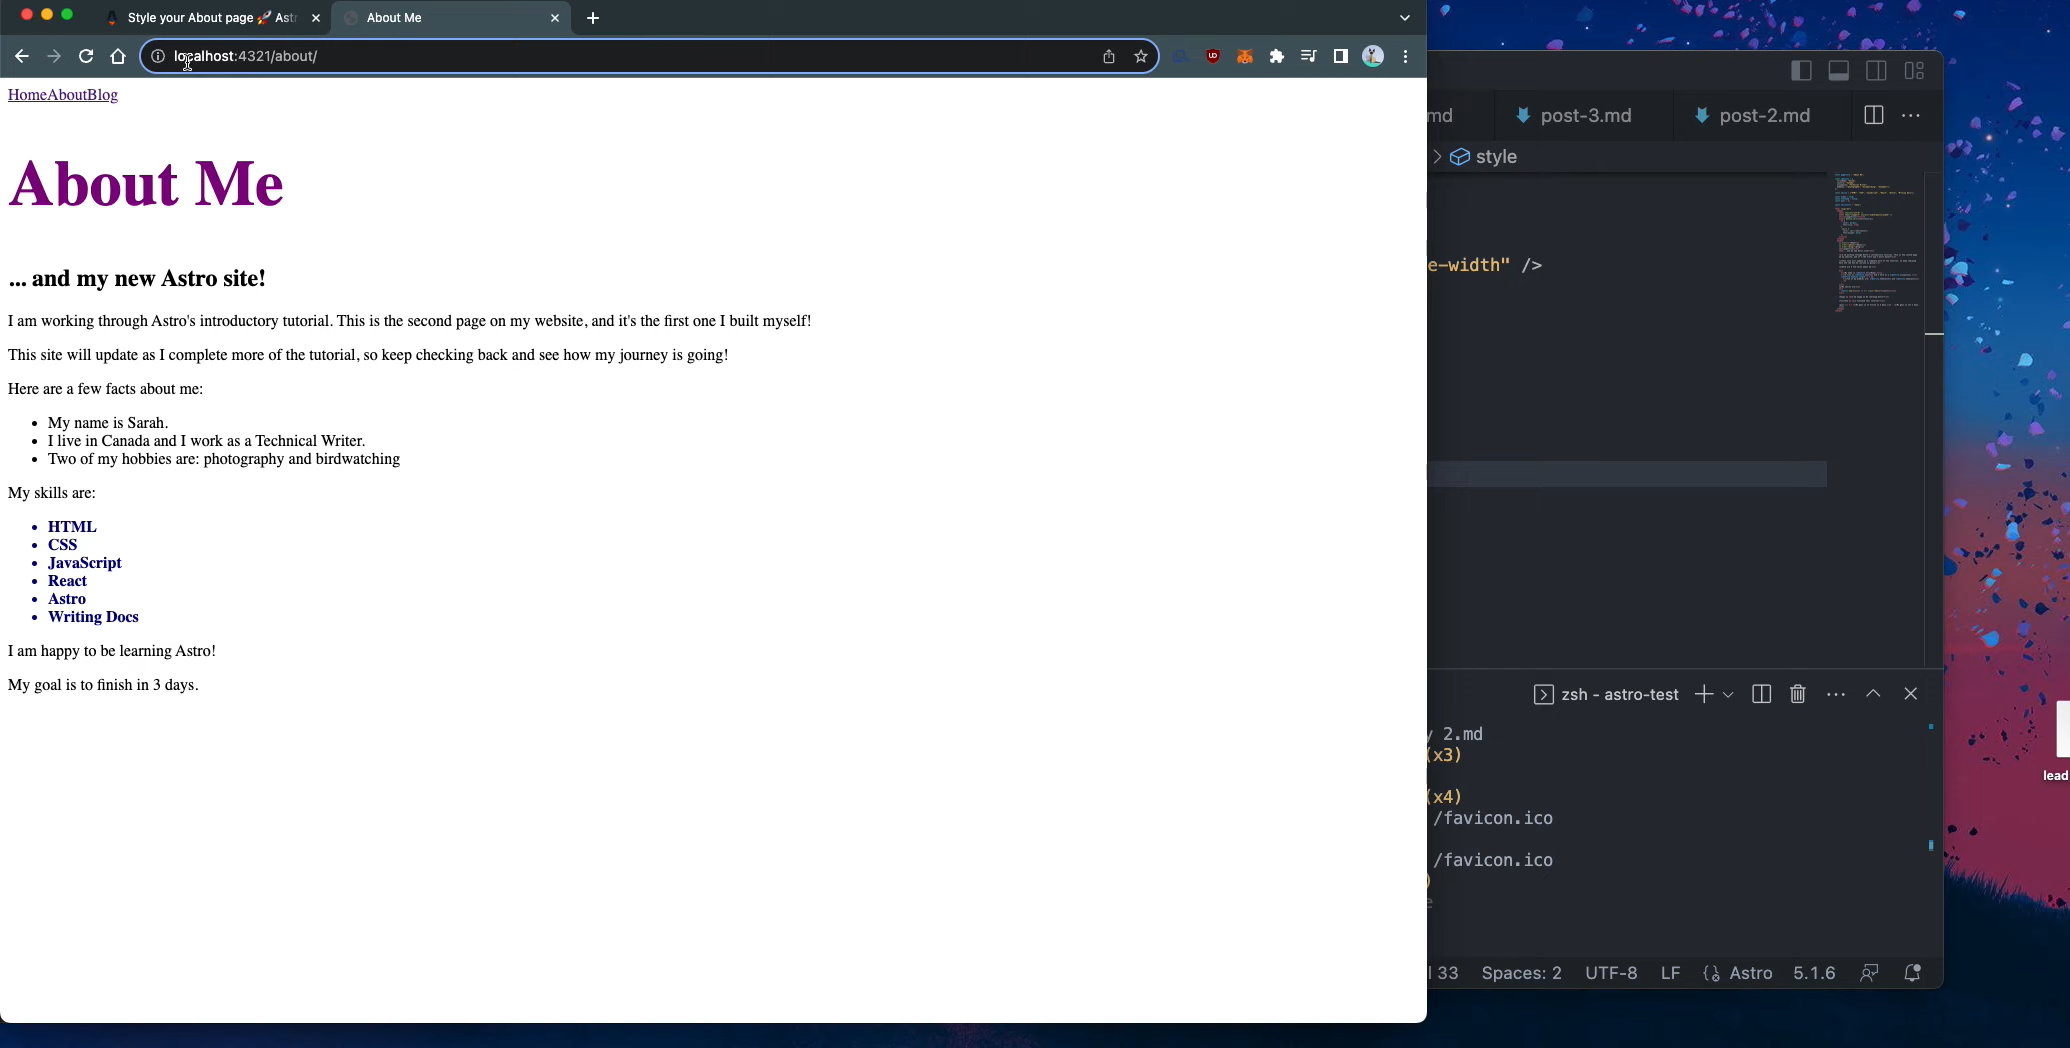 Style your About page 🚀 Astr
About Me
localhost:4321/about/
HomeAboutBlog
About Me
... and my new Astro site!
I am working through Astro's introductory tutorial. This is the second page on my website, and it's the first one I built myself!
This site will update as I complete more of the tutorial, so keep checking back and see how my journey is going!
Here are a few facts about me:
• My name is Sarah.
• I live in Canada and I work as a Technical Writer.
• Two of my hobbies are: photography and birdwatching
My skills are:
• HTML
• CSS
• JavaScript
• React
• Astro
• Writing Docs
I am happy to be learning Astro!
My goal is to finish in 3 days.
md
post-3.md
post-2.md
style
e-width" />
zsh - astro-test
y 2.md
(x3)
(x4)
/favicon.ico
/favicon.ico
)
e
l 33
Spaces: 2
UTF-8
LF
Astro
5.1.6
lead